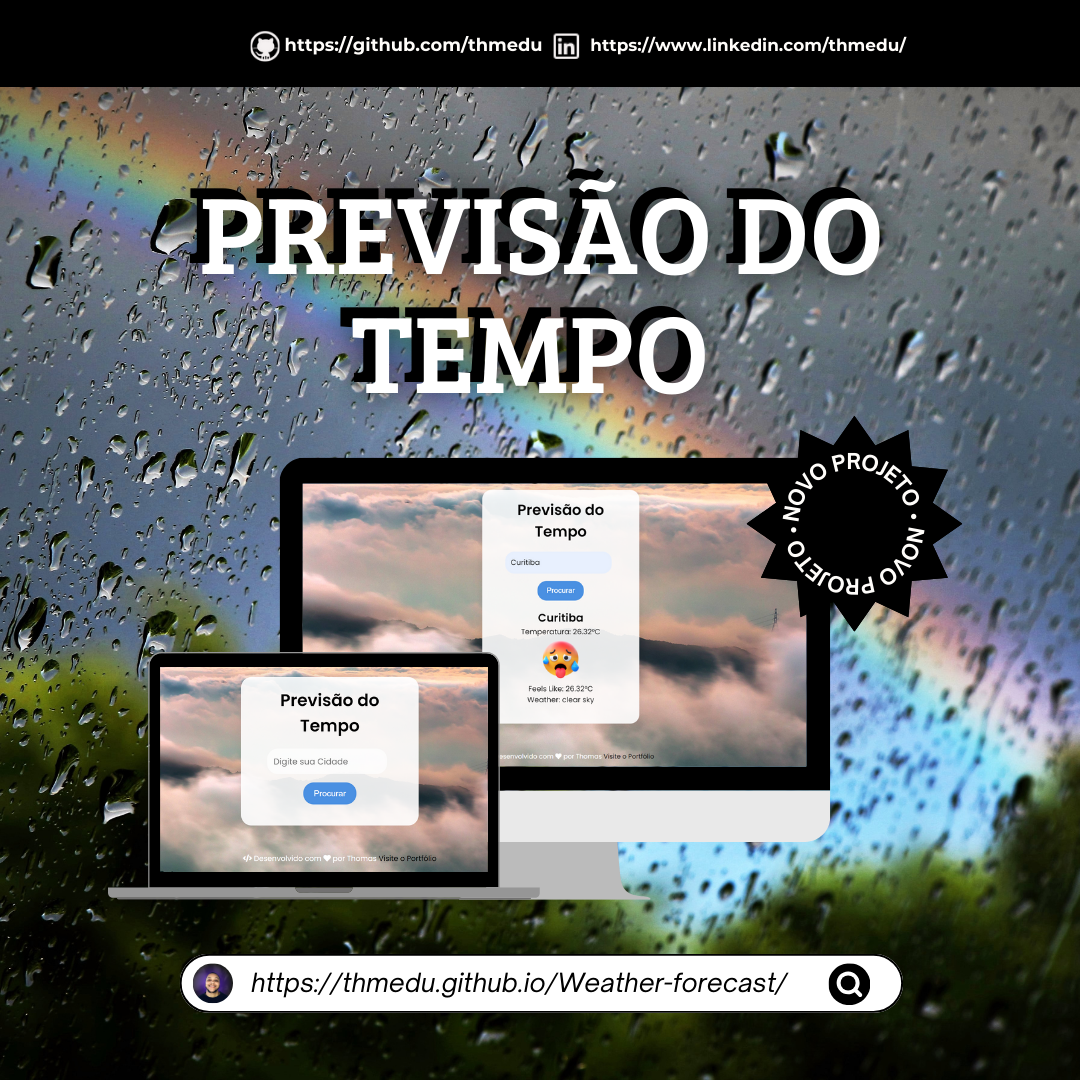 https://github.com/thmedu
in
https://www.linkedin.com/thmedu/
PREVISÃO DO
TEMPO
NOVO PROJETO • NOVO PROJETO •
Previsão do
Tempo
Curitiba
Procurar
Curitiba
Temperatura: 26.32°C
Feels Like: 26.32°C
Weather: clear sky
esenvolvido com por Thomas Visite o Portfólio
Previsão do
Tempo
Digite sua Cidade
Procurar
</> Desenvolvido com por Thomas Visite o Portfólio
https://thmedu.github.io/Weather-forecast/